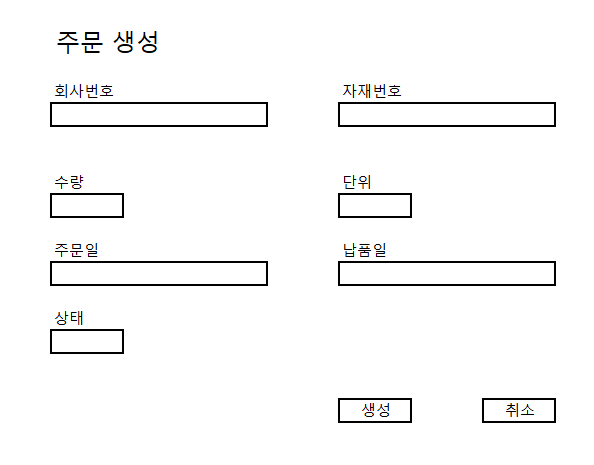 주문 생성
회사번호 자재번호
수량 단위
주문일 납품일
상태
생성 취소